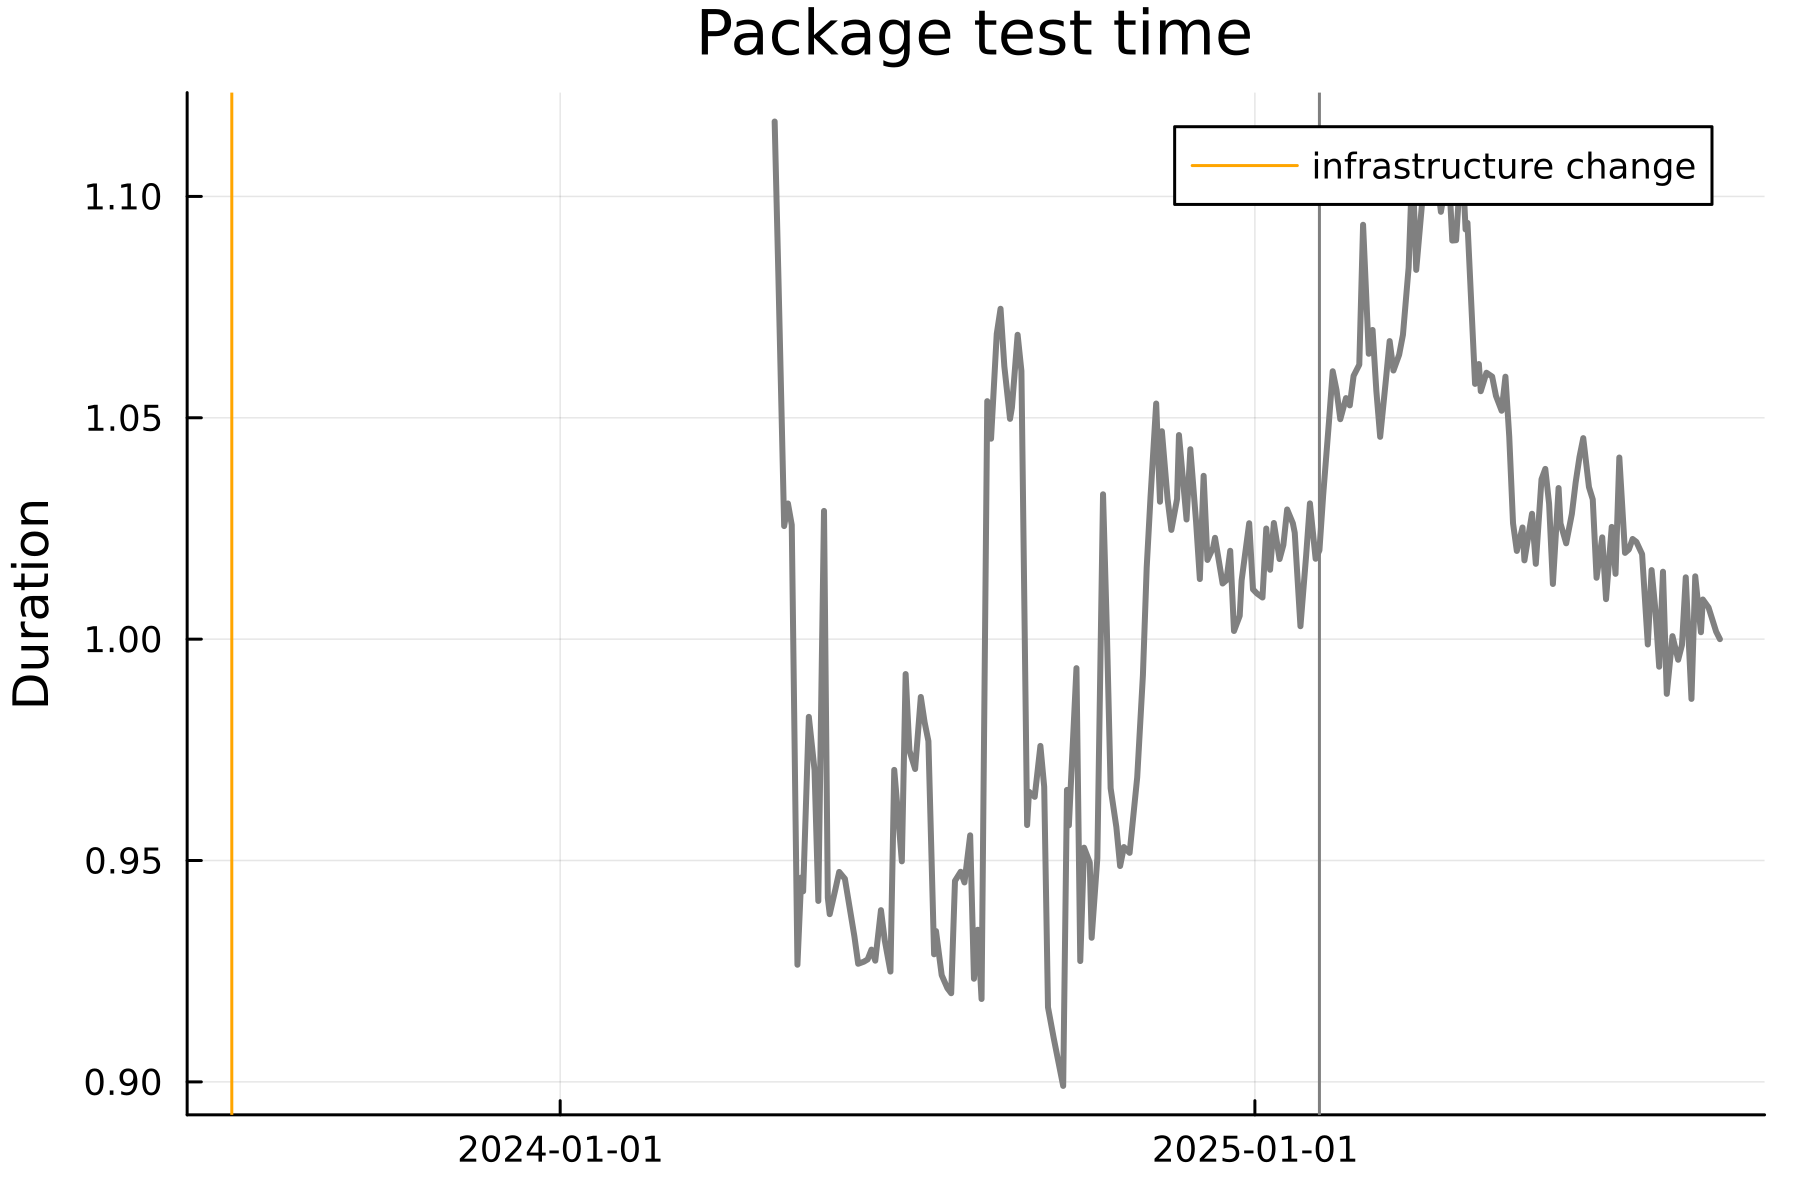 Package test time
infrastructure change
Duration
1.10
1.05
1.00
0.95
0.90
2024-01-01
2025-01-01